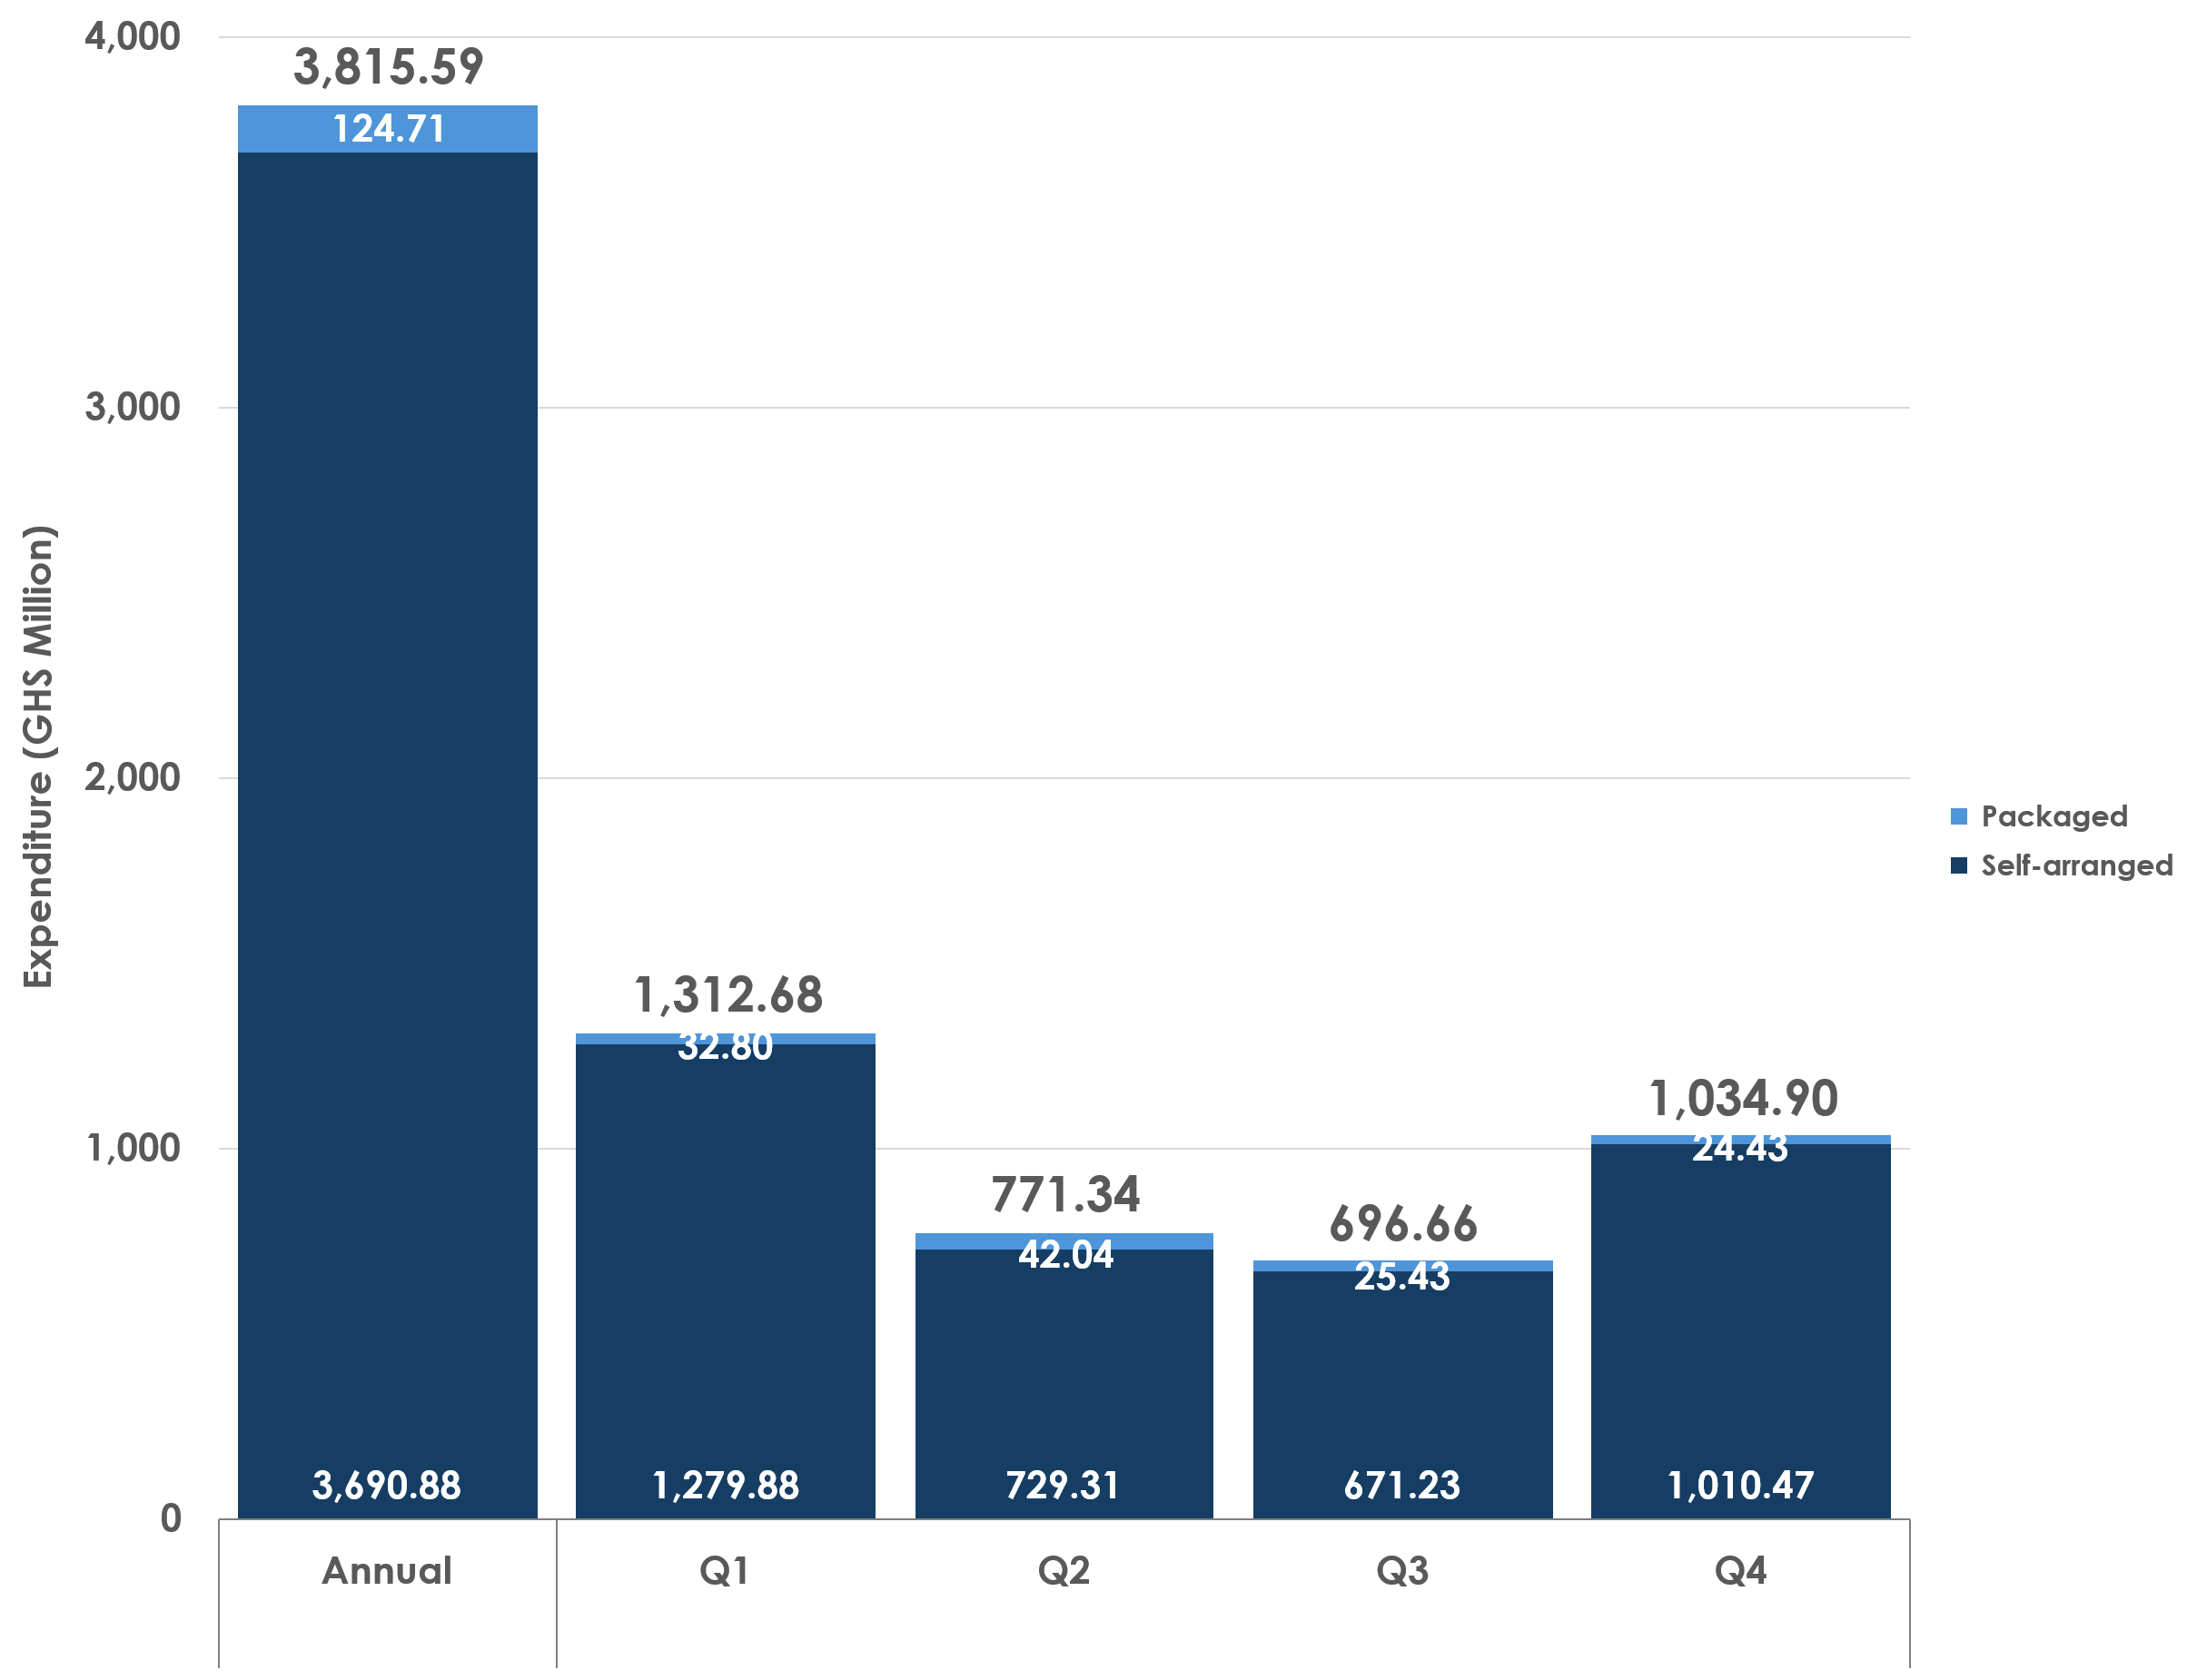 4,000
3,000
2,000
1,000
0
Expenditure (GHS Million)
3,815.59
124.71
3,690.88
1,312.68
32.80
1,279.88
771.34
42.04
729.31
696.66
25.43
671.23
1,034.90
24.43
1,010.47
Annual
Q1
Q2
Q3
Q4
Packaged
Self-arranged